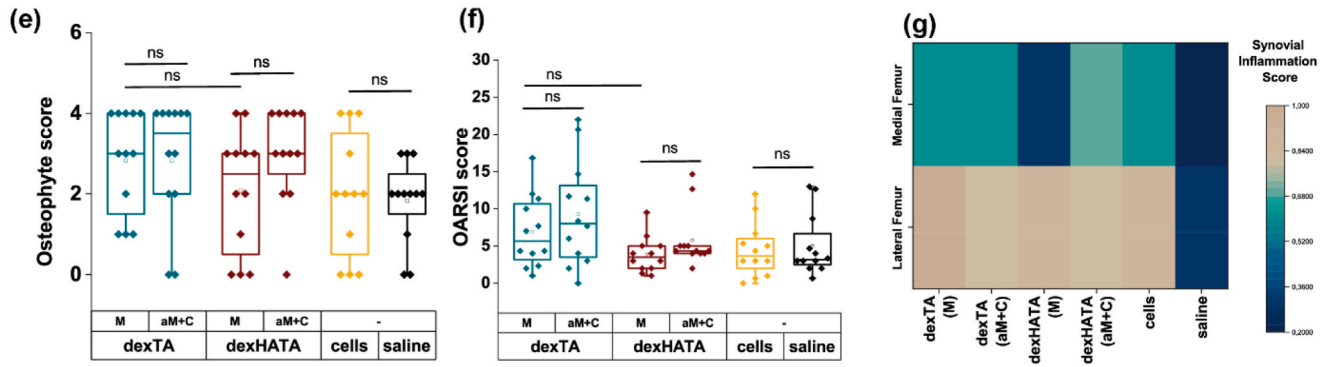 (e)
Osteophyte score
6
4
2
0
ns
ns
ns
ns
M aM+C M aM+C -
dexTA dexHATA cells saline
(f)
OARSI score
30
25
20
15
10
5
0
ns
ns
ns
ns
M aM+C M aM+C -
dexTA dexHATA cells saline
(g)
Medial Femur
Lateral Femur
dexTA
(M)
dexTA
(aM+C)
dexHATA
(M)
dexHATA
(aM+C)
cells
saline
Synovial
Inflammation
Score
1,000
0,8400
0,6800
0,5200
0,3600
0,2000